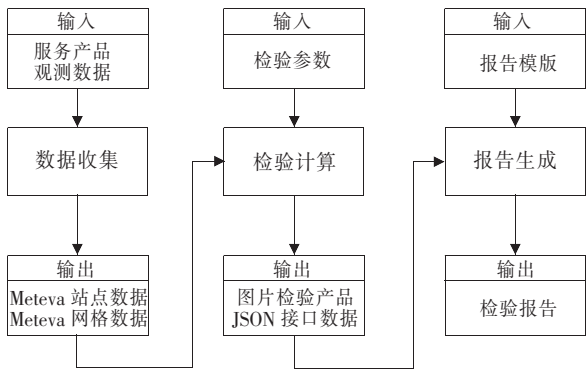 输入
服务产品
观测数据
数据收集
输出
Meteva 站点数据
Meteva 网格数据
输入
检验参数
检验计算
输出
图片检验产品
JSON 接口数据
输入
报告模版
报告生成
输出
检验报告